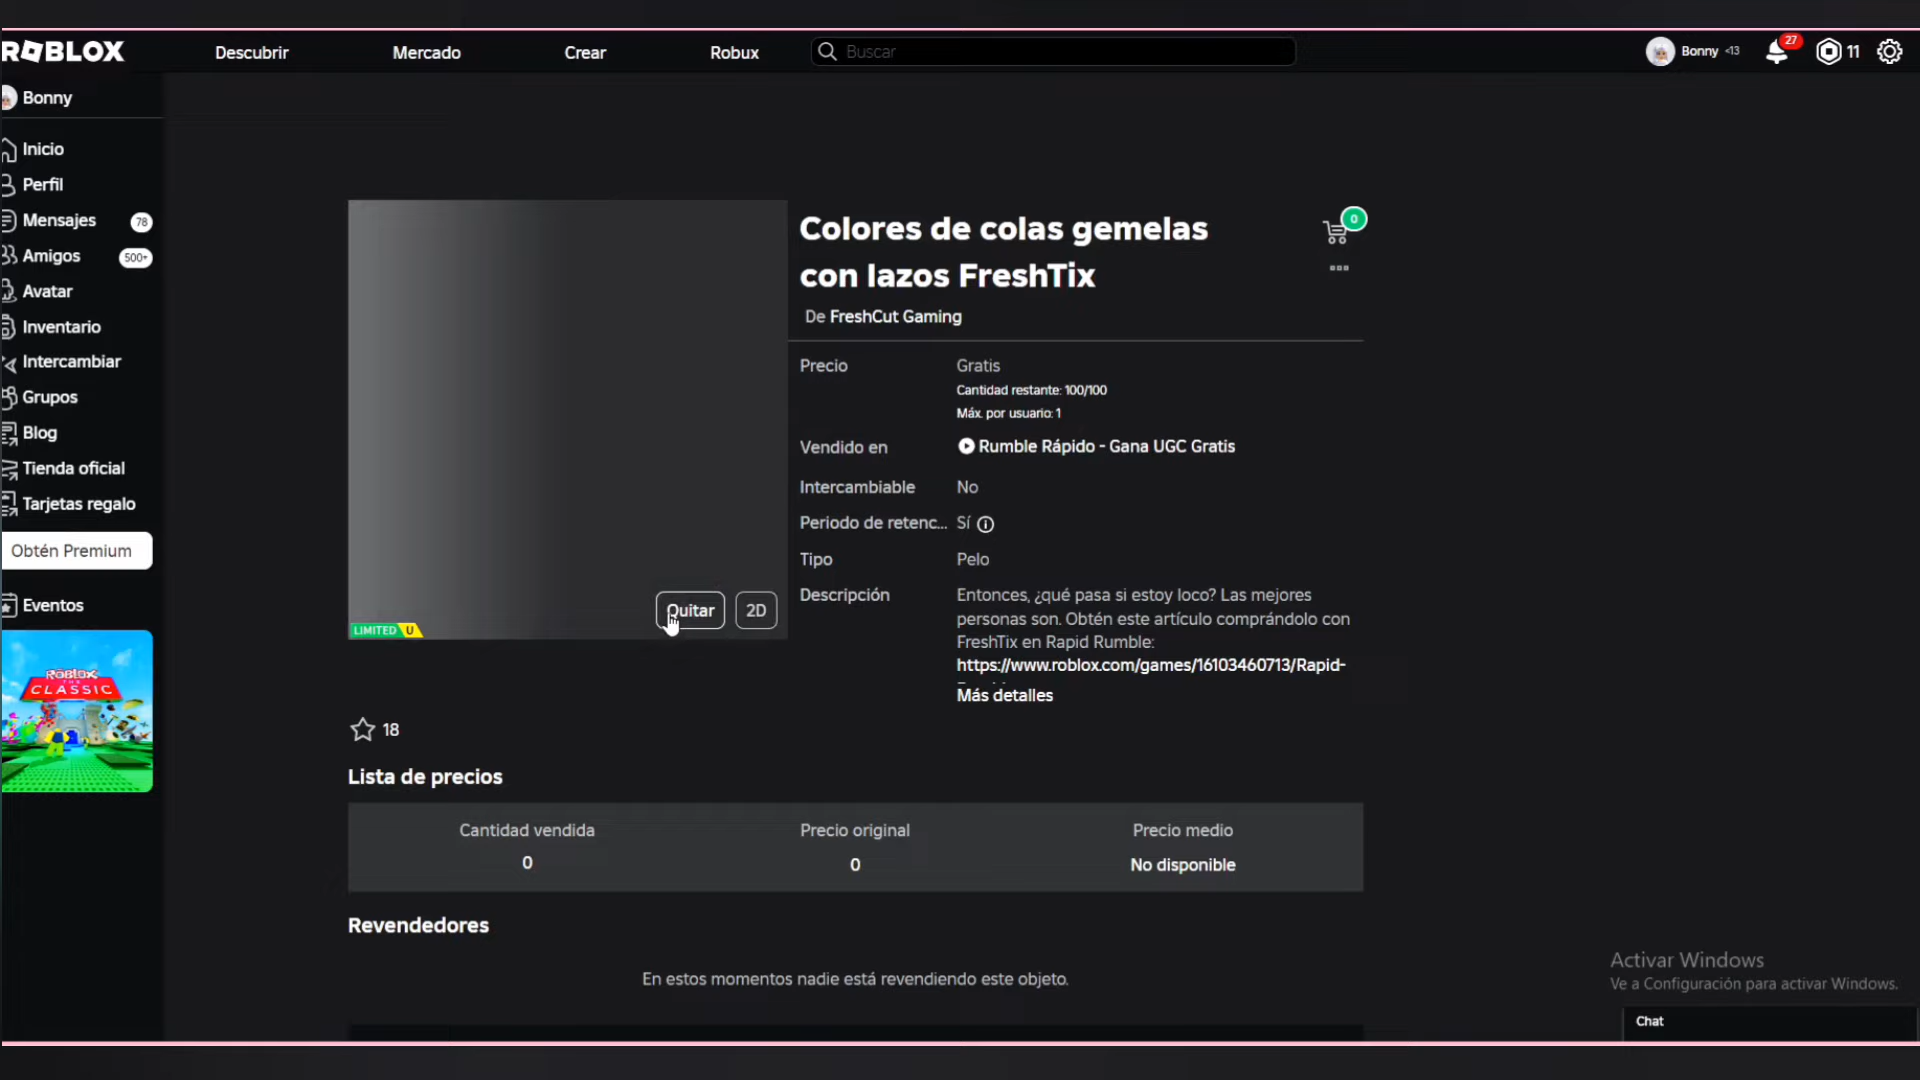 ROBLOX
Descubrir
Mercado
Crear
Robux
Buscar
Bonny <13
27
11
Bonny
Inicio
Perfil
Mensajes 78
Amigos 500+
Avatar
Inventario
Intercambiar
Grupos
Blog
Tienda oficial
Tarjetas regalo
Obtén Premium
Eventos
ROBLOX
THE
CLASSIC
LIMITED U
Quitar
2D
Colores de colas gemelas
con lazos FreshTix
0
De FreshCut Gaming
Precio Gratis
Cantidad restante: 100/100
Máx. por usuario: 1
Vendido en Rumble Rápido - Gana UGC Gratis
Intercambiable No
Periodo de retenc... Sí
Tipo Pelo
Descripción Entonces, ¿qué pasa si estoy loco? Las mejores
personas son. Obtén este artículo comprándolo con
FreshTix en Rapid Rumble:
https://www.roblox.com/games/16103460713/Rapid-
Más detalles
18
Lista de precios
Cantidad vendida
0
Precio original
0
Precio medio
No disponible
Revendedores
En estos momentos nadie está revendiendo este objeto.
Activar Windows
Ve a Configuración para activar Windows.
Chat